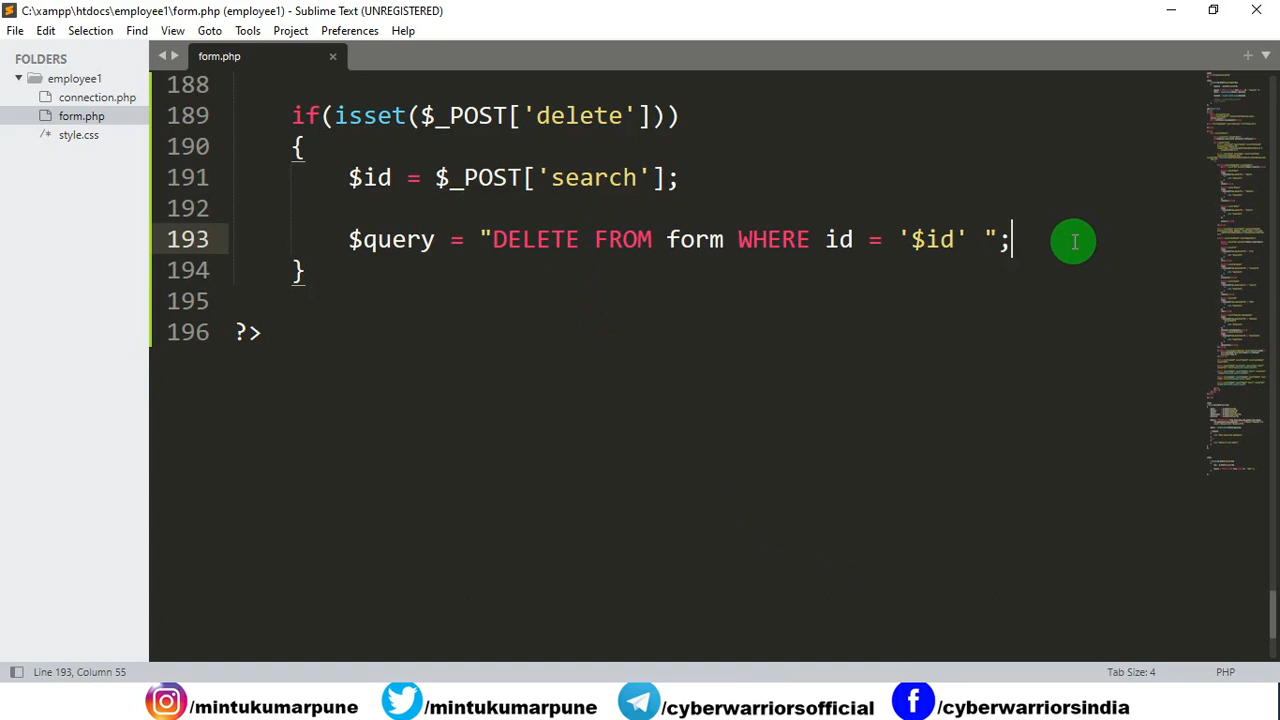 C:\xampp\htdocs\employee1\form.php (employee1) - Sublime Text (UNREGISTERED)
File Edit Selection Find View Goto Tools Project Preferences Help
FOLDERS
employee1
connection.php
form.php
style.css
form.php
188
189 if(isset($_POST['delete']))
190 {
191 $id = $_POST['search'];
192
193 $query = "DELETE FROM form WHERE id = '$id' ";
194 }
195
196 ?>
Line 193, Column 55
Tab Size: 4
PHP
/mintukumarpune
/mintukumarpune
/cyberwarriorsofficial
/cyberwarriorsindia